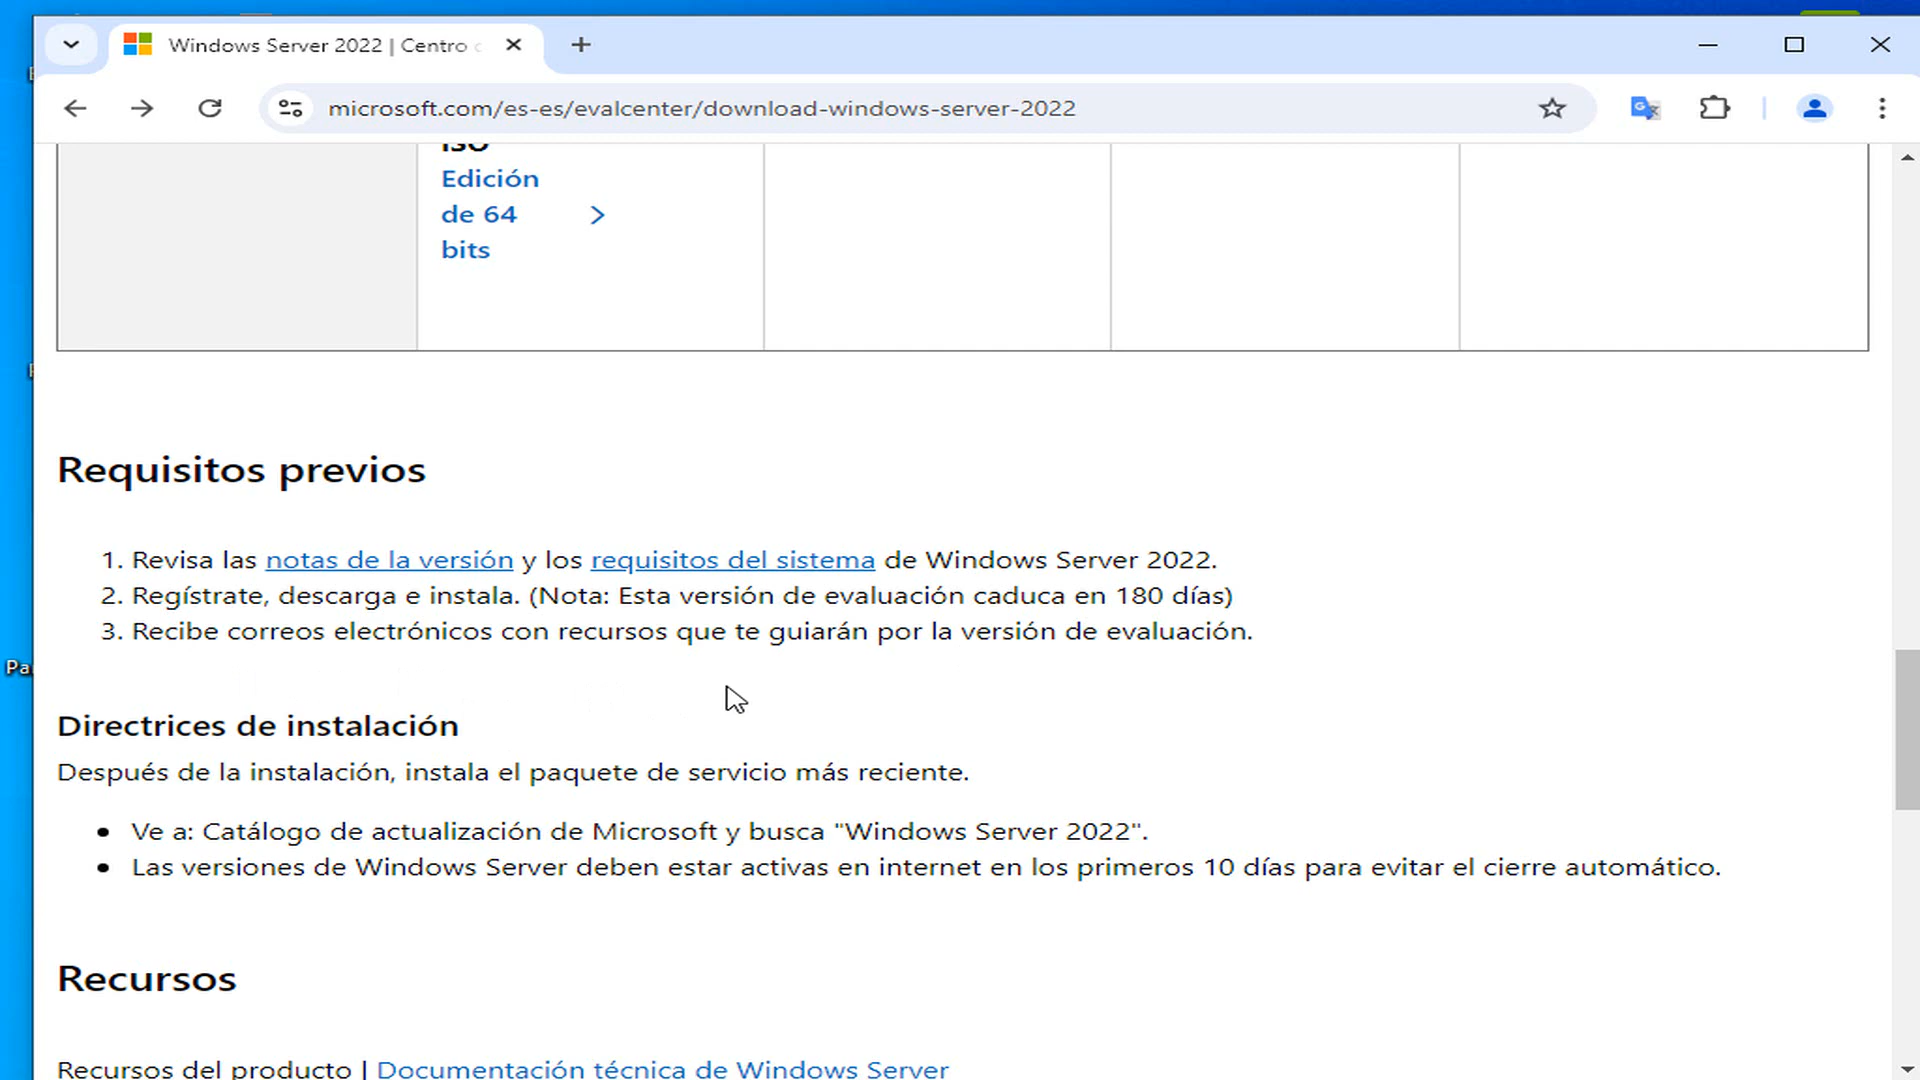 Windows Server 2022 | Centro
microsoft.com/es-es/evalcenter/download-windows-server-2022
ISO
Edición
de 64
bits
Requisitos previos
1. Revisa las notas de la versión y los requisitos del sistema de Windows Server 2022.
2. Regístrate, descarga e instala. (Nota: Esta versión de evaluación caduca en 180 días)
3. Recibe correos electrónicos con recursos que te guiarán por la versión de evaluación.
Directrices de instalación
Después de la instalación, instala el paquete de servicio más reciente.
• Ve a: Catálogo de actualización de Microsoft y busca "Windows Server 2022".
• Las versiones de Windows Server deben estar activas en internet en los primeros 10 días para evitar el cierre automático.
Recursos
Recursos del producto | Documentación técnica de Windows Server